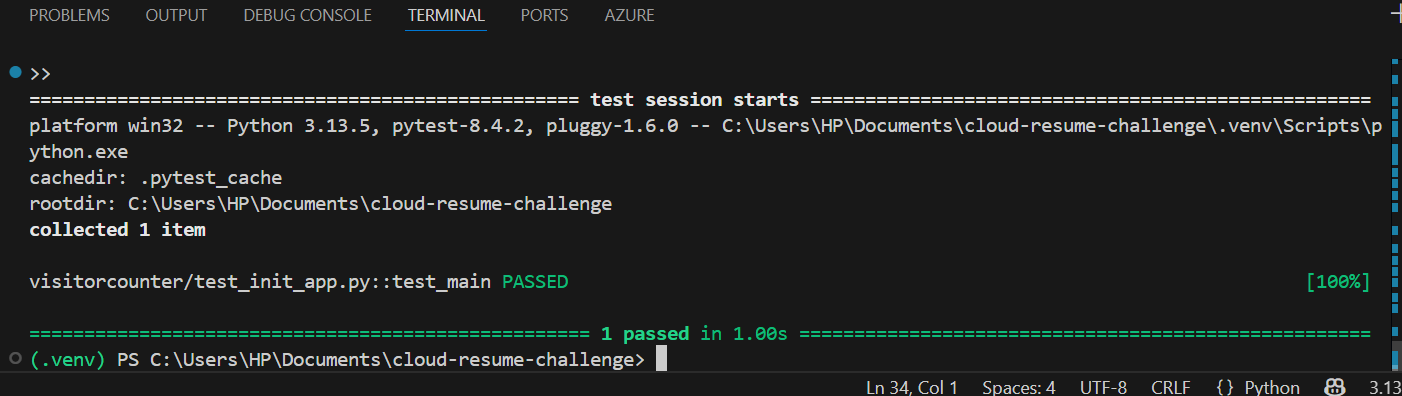 PROBLEMS OUTPUT DEBUG CONSOLE TERMINAL PORTS AZURE
>>
================================================== test session starts ===================================================
platform win32 -- Python 3.13.5, pytest-8.4.2, pluggy-1.6.0 -- C:\Users\HP\Documents\cloud-resume-challenge\.venv\Scripts\p
ython.exe
cachedir: .pytest_cache
rootdir: C:\Users\HP\Documents\cloud-resume-challenge
collected 1 item
visitorcounter/test_init_app.py::test_main PASSED [100%]
=================================================== 1 passed in 1.00s ====================================================
(.venv) PS C:\Users\HP\Documents\cloud-resume-challenge>
Ln 34, Col 1 Spaces: 4 UTF-8 CRLF {} Python 3.13